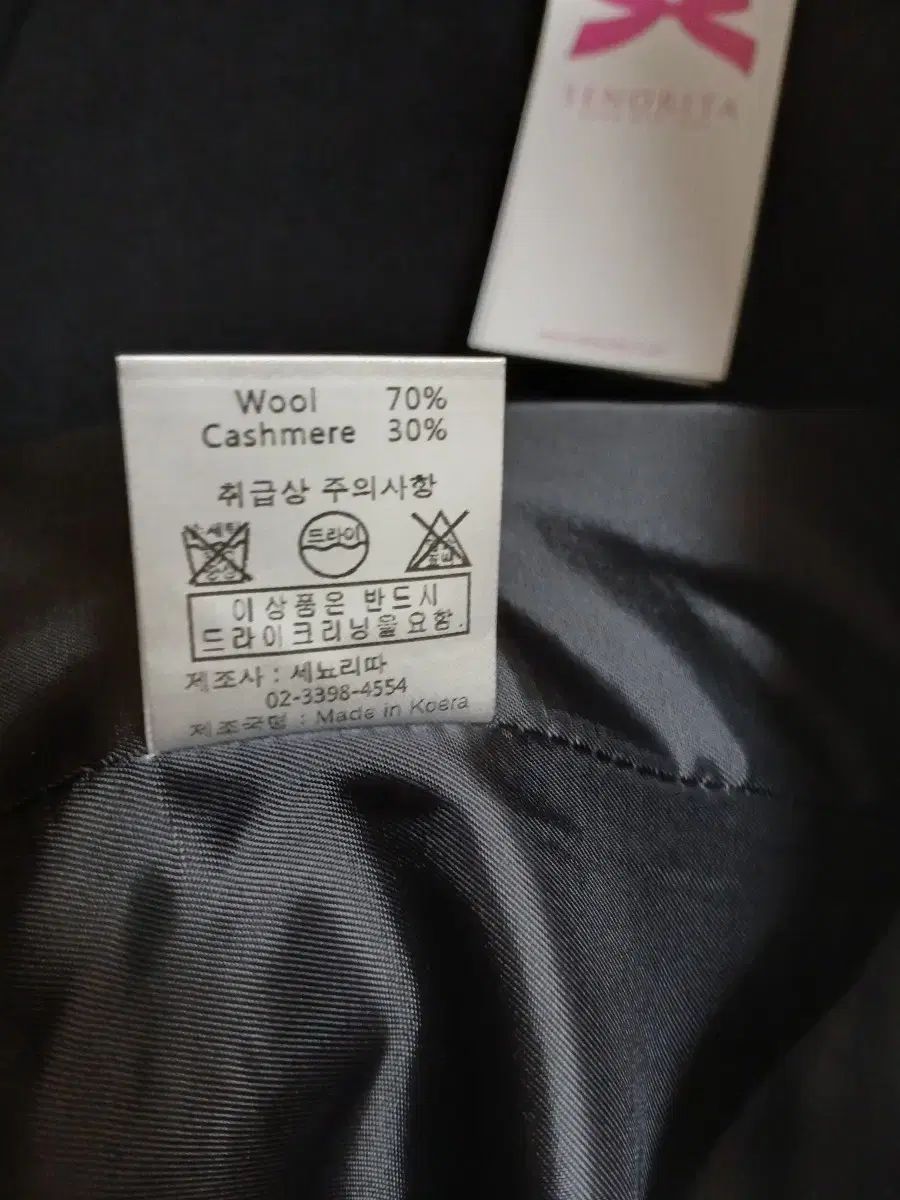 SENORITA
Wool 70%
Cashmere 30%
취급상 주의사항
드라이
이 상품은 반드시
드라이크리닝을 요함.
제조사 : 세뇨리따
02-3398-4554
제조국명 : Made in Koera